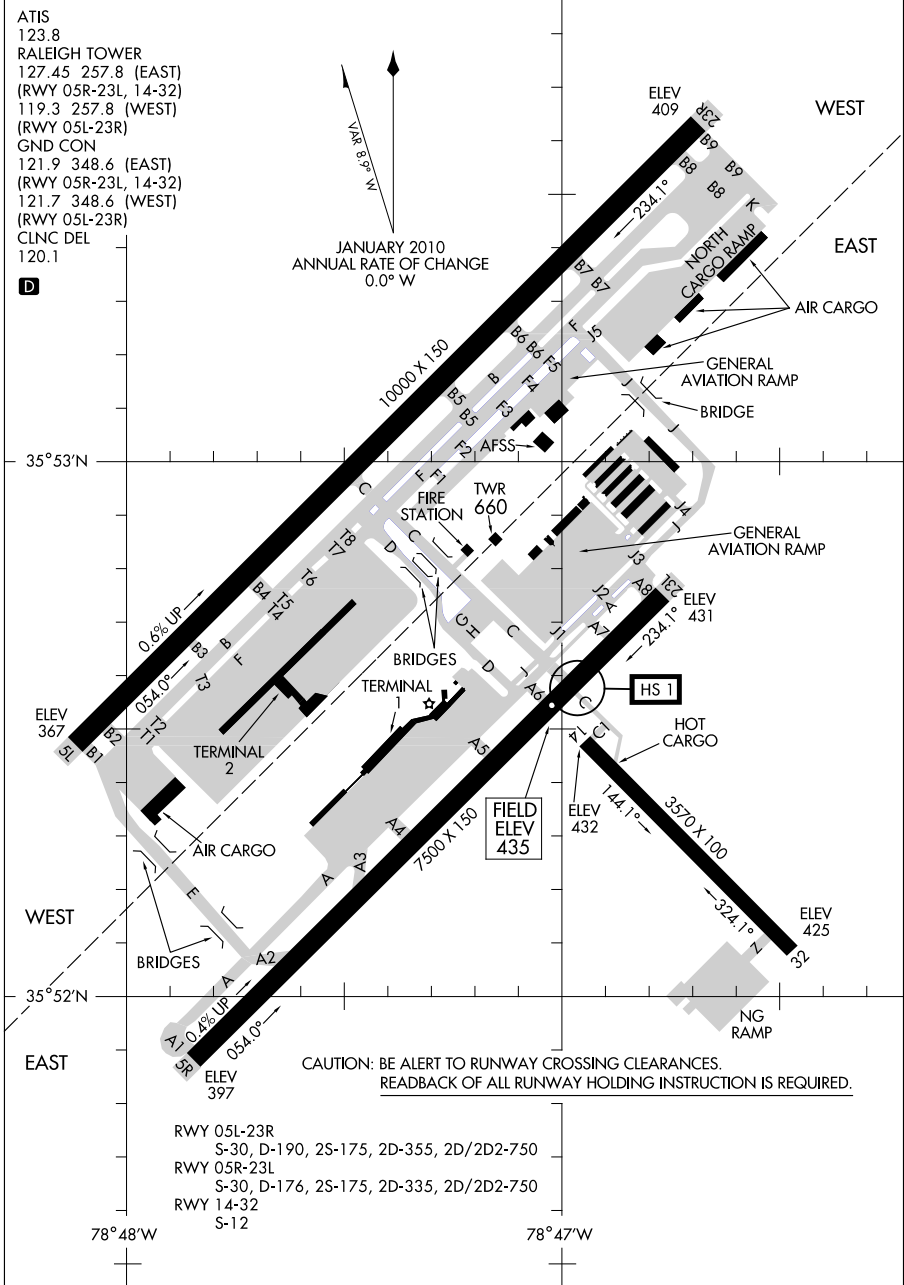 ATIS
123.8
RALEIGH TOWER
127.45 257.8 (EAST)
(RWY 05R-23L, 14-32)
119.3 257.8 (WEST)
(RWY 05L-23R)
GND CON
121.9 348.6 (EAST)
(RWY 05R-23L, 14-32)
121.7 348.6 (WEST)
(RWY 05L-23R)
CLNC DEL
120.1
D
VAR 8.9° W
JANUARY 2010
ANNUAL RATE OF CHANGE
0.0° W
ELEV
409
23R
WEST
EAST
B9
B9
B8
B8
K
234.1°
NORTH
CARGO RAMP
AIR CARGO
B7
B7
F
J5
B6
B6
F5
GENERAL
AVIATION RAMP
10000 X 150
B
F4
J
BRIDGE
B5
B5
F3
F2
AFSS
J
35°53'N
C
F
F1
FIRE
STATION
TWR
660
J4
J
GENERAL
AVIATION RAMP
T8
T7
D
C
J3
T6
B4
T5
T4
A8
23L
ELEV
431
J2
A
A7
0.6% UP
G
H
C
J1
234.1°
B3
B
F
T3
BRIDGES
D
J
A6
C
HS 1
054.0°
TERMINAL
1
ELEV
367
5L
B1
B2
T2
T1
TERMINAL
2
A5
14
C1
HOT
CARGO
FIELD
ELEV
435
ELEV
432
144.1°
3570 X 100
7500 X 150
A4
A3
AIR CARGO
E
A
324.1°
ELEV
425
32
Z
WEST
BRIDGES
A2
A
35°52'N
0.4% UP
054.0°
NG
RAMP
EAST
A1
5R
ELEV
397
CAUTION: BE ALERT TO RUNWAY CROSSING CLEARANCES.
READBACK OF ALL RUNWAY HOLDING INSTRUCTION IS REQUIRED.
RWY 05L-23R
S-30, D-190, 2S-175, 2D-355, 2D/2D2-750
RWY 05R-23L
S-30, D-176, 2S-175, 2D-335, 2D/2D2-750
RWY 14-32
S-12
78°48'W
78°47'W